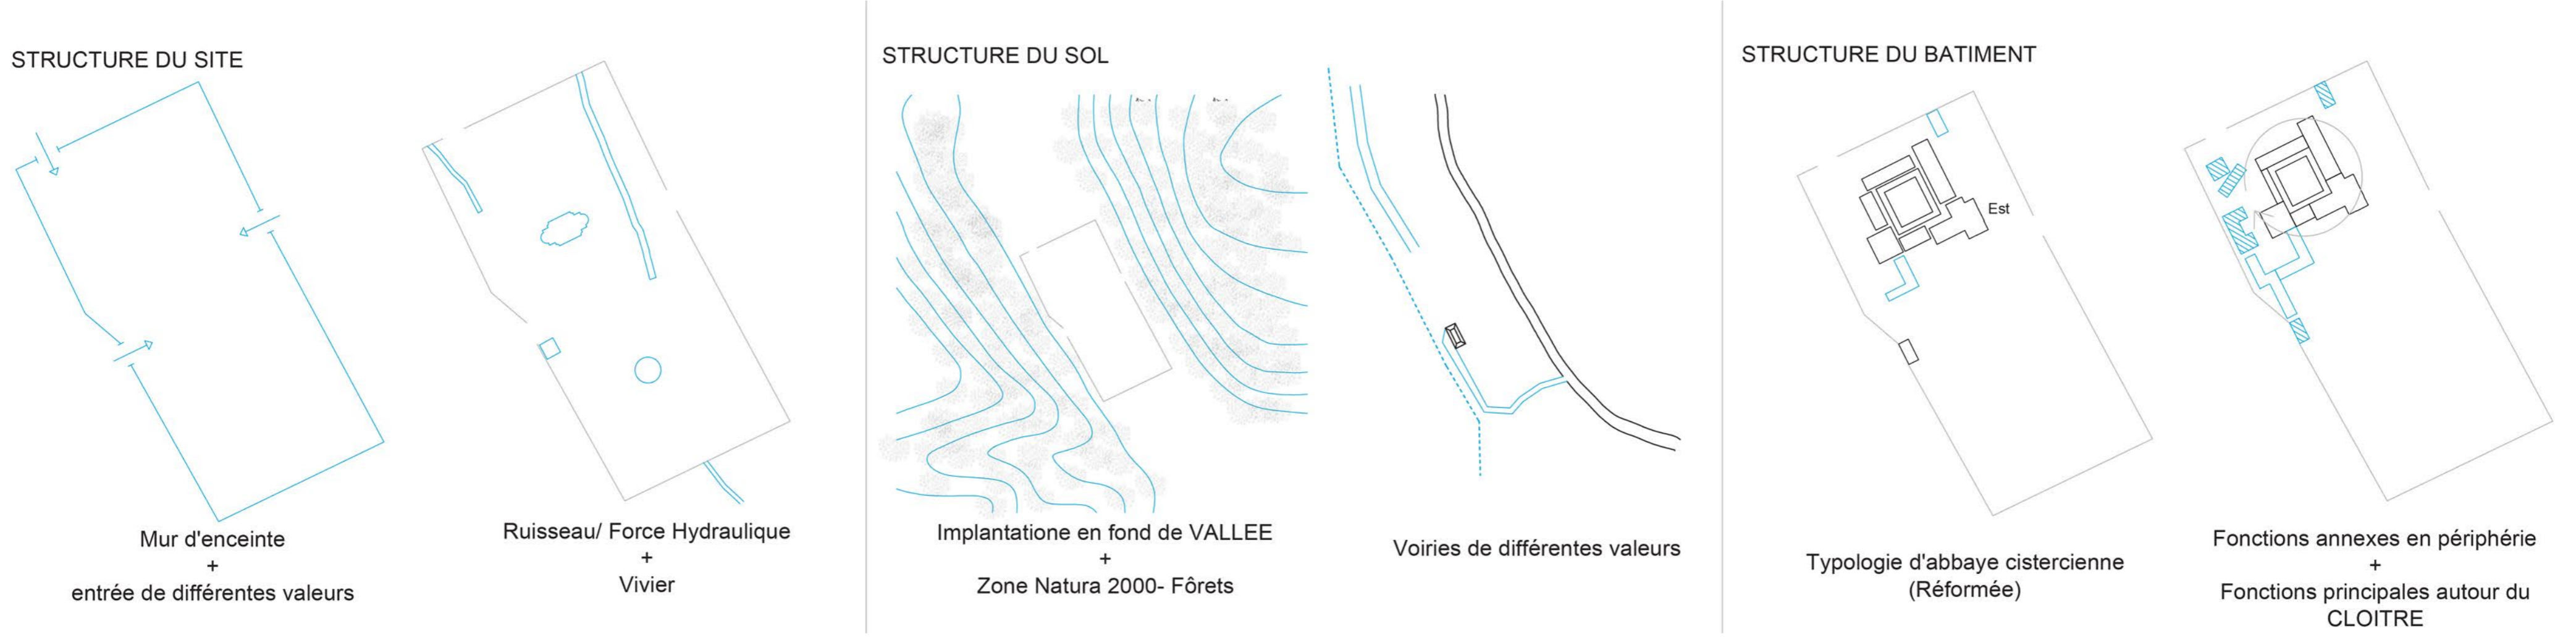 STRUCTURE DU SITE
Mur d'enceinte
+
entrée de différentes valeurs
Ruisseau/ Force Hydraulique
+
Vivier
STRUCTURE DU SOL
Implantatione en fond de VALLEE
+
Zone Natura 2000- Fôrets
Voiries de différentes valeurs
STRUCTURE DU BATIMENT
Est
Typologie d'abbaye cistercienne
(Réformée)
Fonctions annexes en périphérie
+
Fonctions principales autour du
CLOITRE